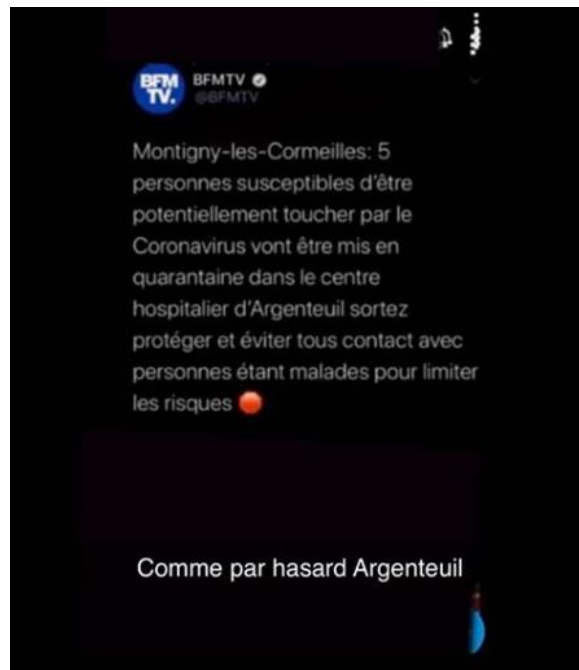 BFM
TV.
BFMTV
@BFMTV
Montigny-les-Cormeilles: 5
personnes susceptibles d'être
potentiellement toucher par le
Coronavirus vont être mis en
quarantaine dans le centre
hospitalier d'Argenteuil sortez
protéger et éviter tous contact avec
personnes étant malades pour limiter
les risques 🔴
Comme par hasard Argenteuil